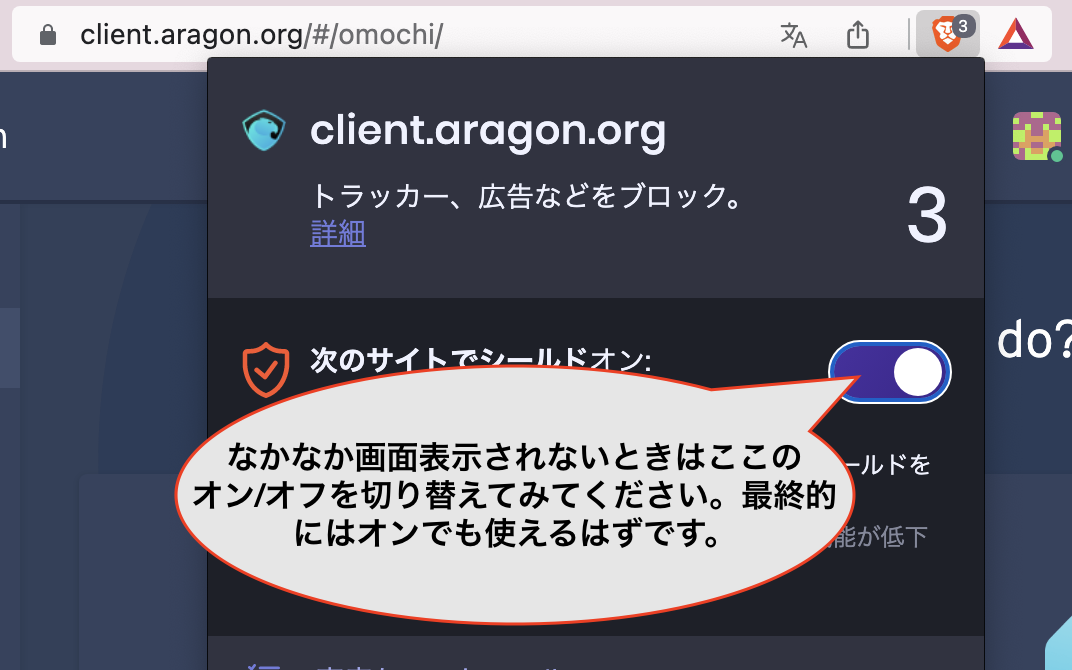 client.aragon.org/#/omochi/
3
client.aragon.org
トラッカー、広告などをブロック。
詳細
3
do?
次のサイトでシールドオン:
なかなか画面表示されないときはここの
オン/オフを切り替えてみてください。最終的
にはオンでも使えるはずです。
ールドを
能が低下